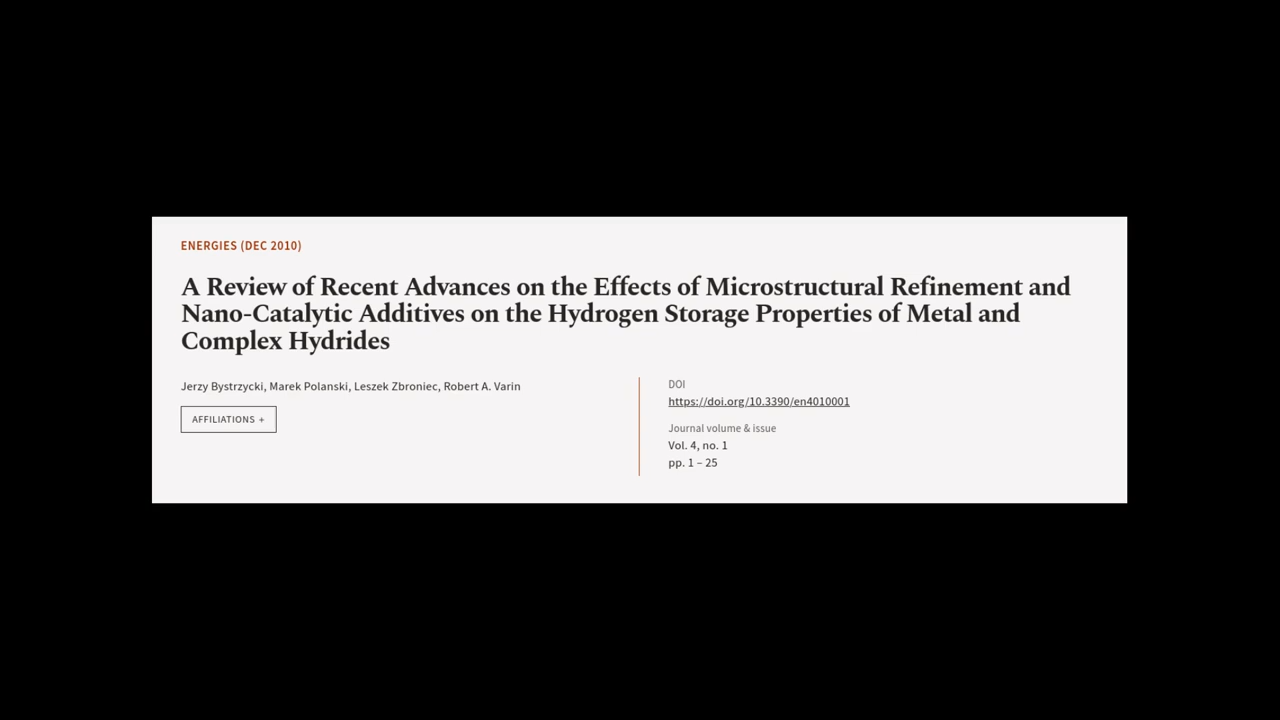 ENERGIES (DEC 2010)
A Review of Recent Advances on the Effects of Microstructural Refinement and
Nano-Catalytic Additives on the Hydrogen Storage Properties of Metal and
Complex Hydrides
Jerzy Bystrzycki, Marek Polanski, Leszek Zbroniec, Robert A. Varin
AFFILIATIONS +
DOI
https://doi.org/10.3390/en4010001
Journal volume & issue
Vol. 4, no. 1
pp. 1 – 25